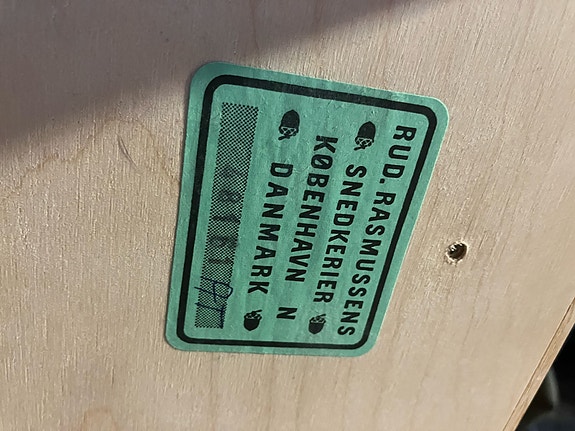 RUD. RASMUSSENS
SNEDKERIER
KØBENHAVN N
DANMARK